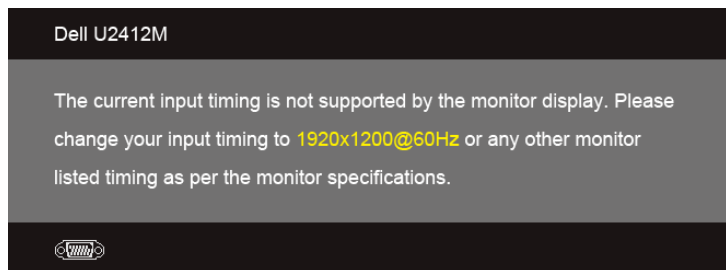 Dell U2412M
The current input timing is not supported by the monitor display. Please
change your input timing to 1920x1200@60Hz or any other monitor
listed timing as per the monitor specifications.